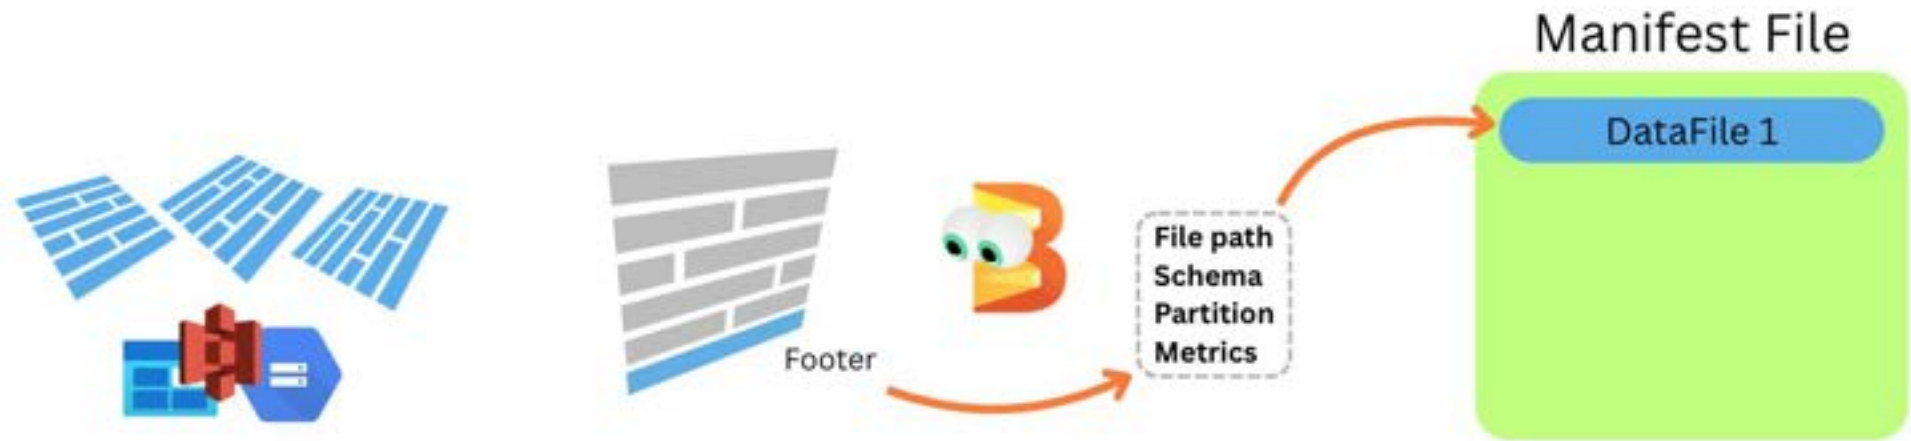 Manifest File
DataFile 1
File path
Schema
Partition
Metrics
Footer